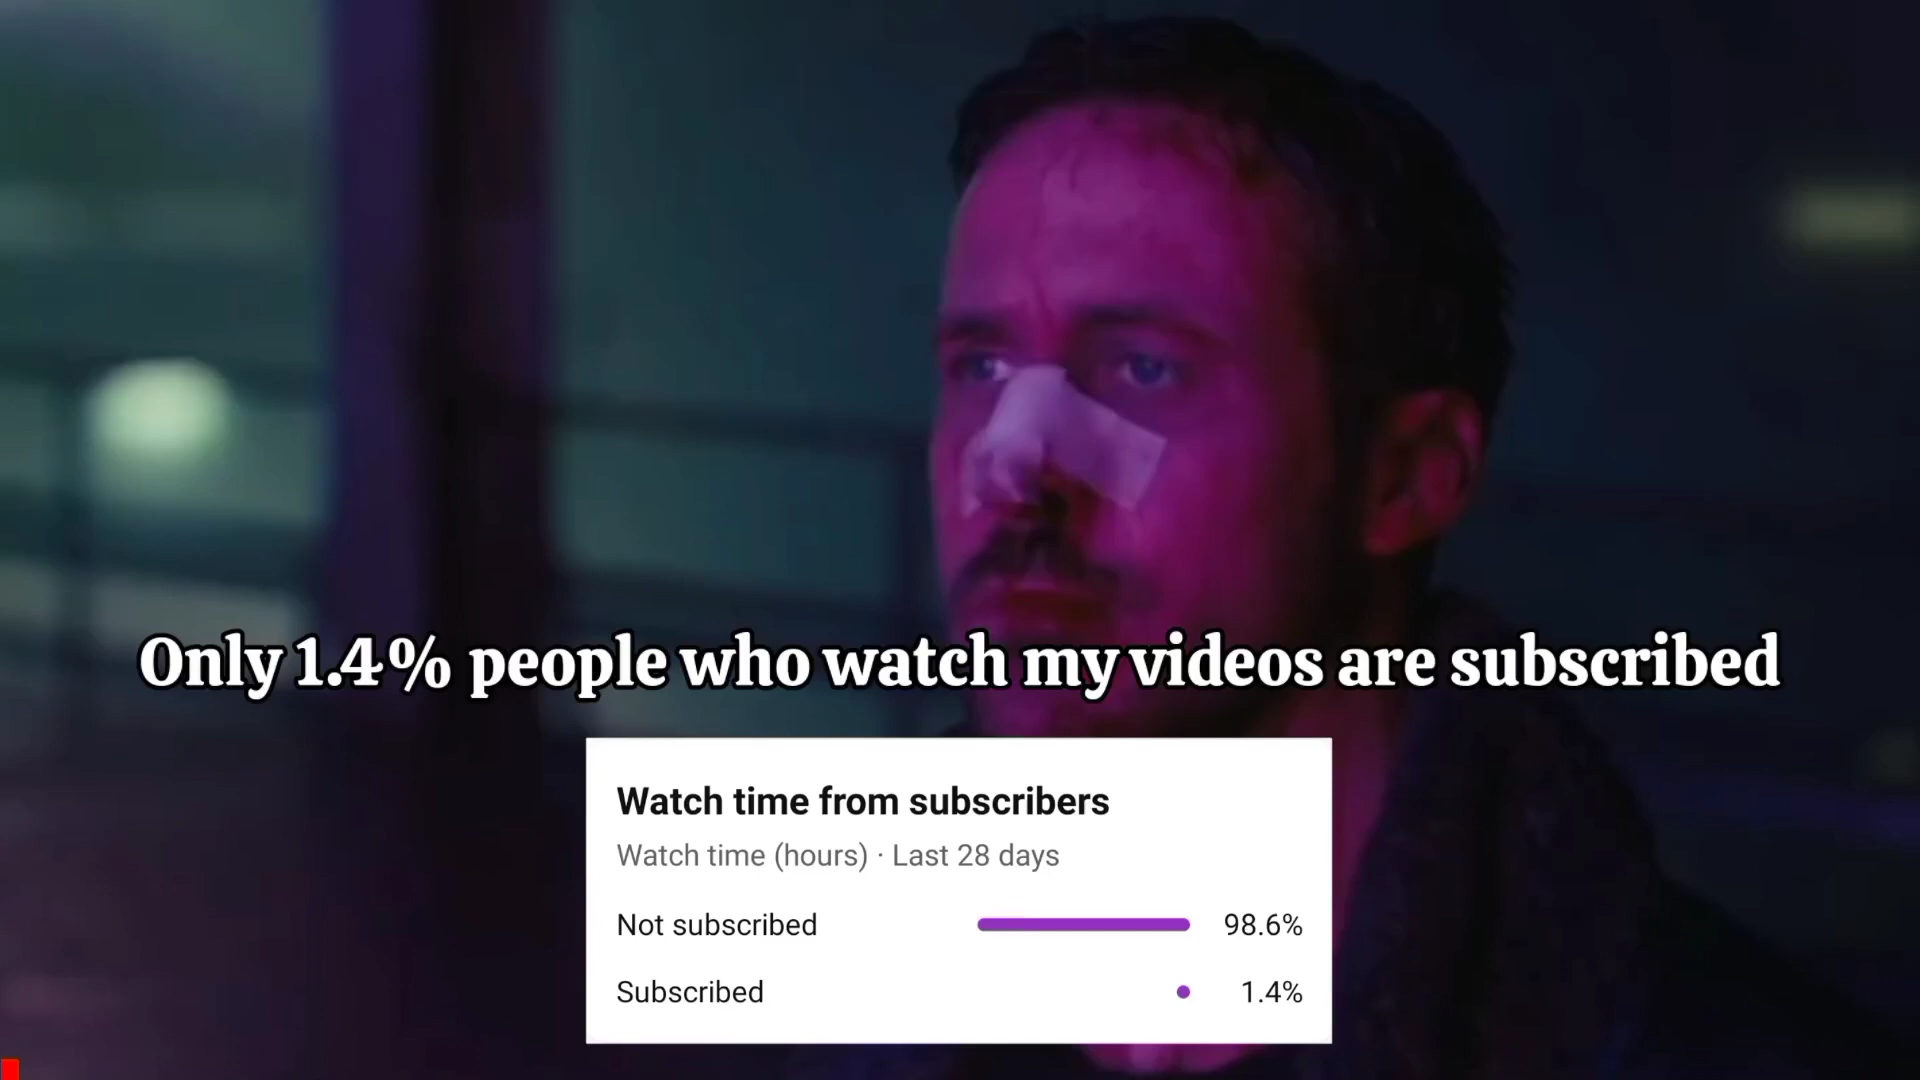 Only 1.4% people who watch my videos are subscribed
Watch time from subscribers
Watch time (hours) · Last 28 days
Not subscribed 98.6%
Subscribed 1.4%